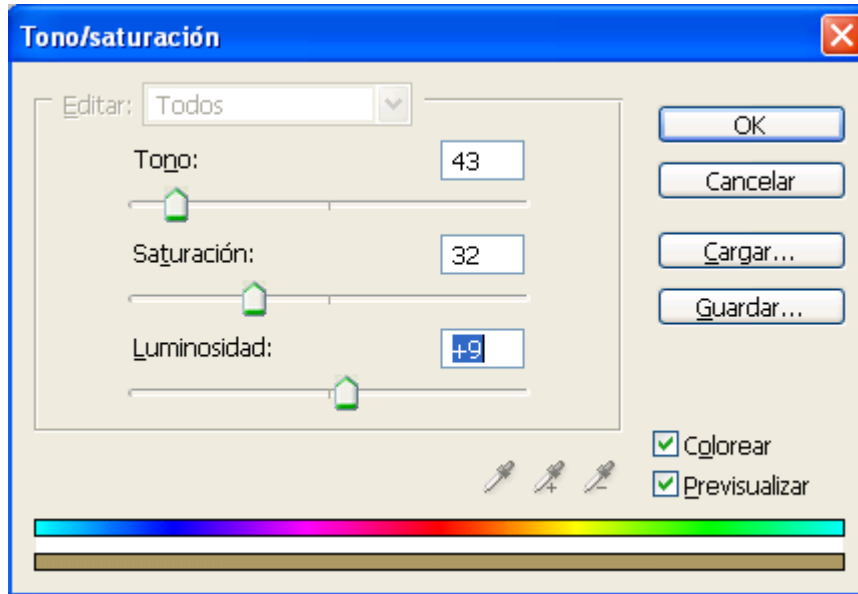 Tono/saturación
Editar: Todos
Tono: 43
Saturación: 32
Luminosidad: +9
OK
Cancelar
Cargar...
Guardar...
Colorear
Previsualizar